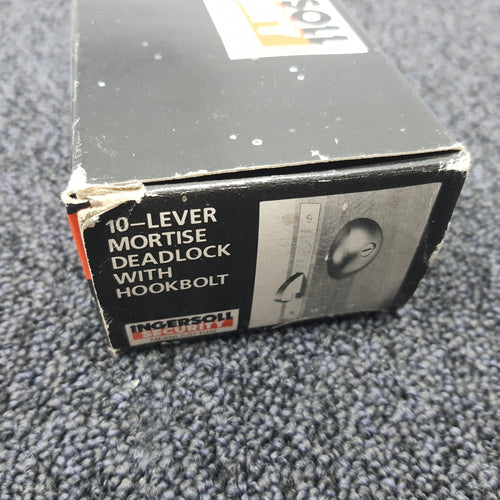 10-LEVER
MORTISE
DEADLOCK
WITH
HOOKBOLT
INGERSOLL
SECURITY